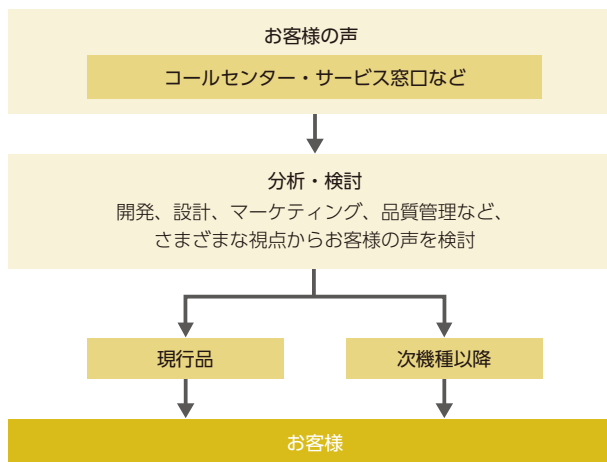 お客様の声
コールセンター・サービス窓口など
分析・検討
開発、設計、マーケティング、品質管理など、
さまざまな視点からお客様の声を検討
現行品
次機種以降
お客様